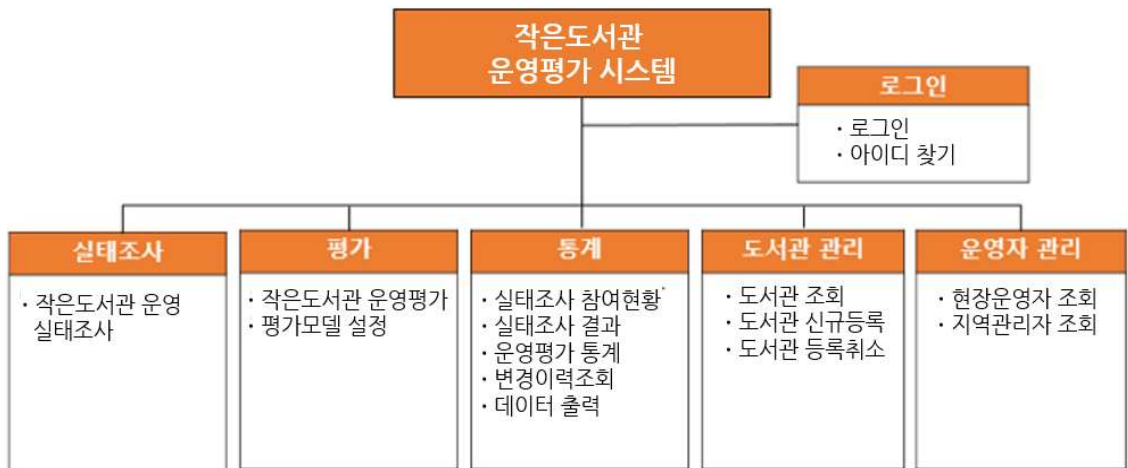 작은도서관
운영평가 시스템
로그인
· 로그인
· 아이디 찾기
실태조사
· 작은도서관 운영
실태조사
평가
· 작은도서관 운영평가
· 평가모델 설정
통계
· 실태조사 참여현황
· 실태조사 결과
· 운영평가 통계
· 변경이력조회
· 데이터 출력
도서관 관리
· 도서관 조회
· 도서관 신규등록
· 도서관 등록취소
운영자 관리
· 현장운영자 조회
· 지역관리자 조회